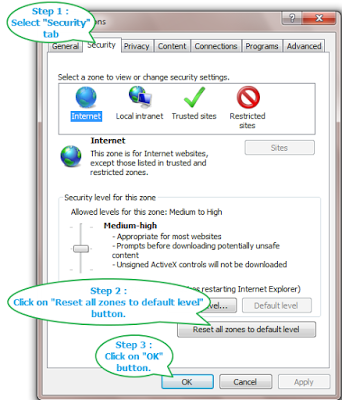 Step 1 :
Select "Security"
tab
ons
General Security Privacy Content Connections Programs Advanced
Select a zone to view or change security settings.
Internet Local intranet Trusted sites Restricted
sites
Internet
Sites
This zone is for Internet websites,
except those listed in trusted and
restricted zones.
Security level for this zone
Allowed levels for this zone: Medium to High
Medium-high
- Appropriate for most websites
- Prompts before downloading potentially unsafe
content
- Unsigned ActiveX controls will not be downloaded
Step 2 :
Click on "Reset all zones to default level"
button.
s restarting Internet Explorer)
vel... Default level
Reset all zones to default level
Step 3 :
Click on "OK"
button.
OK Cancel Apply